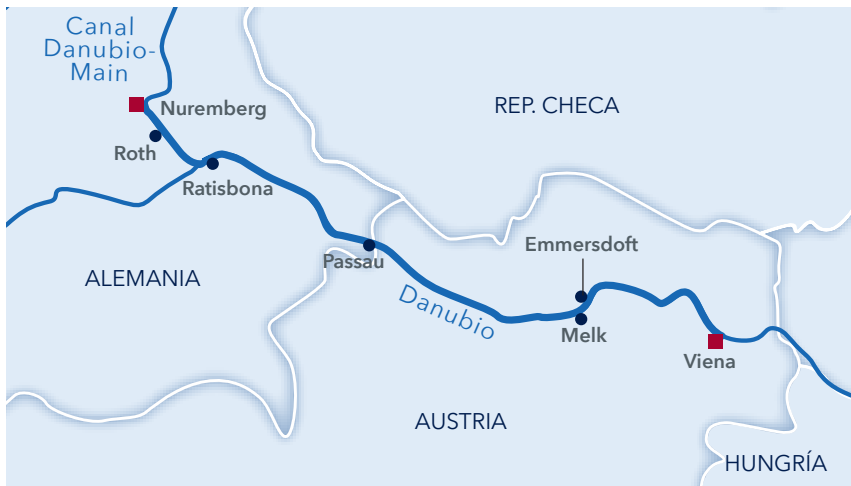 Canal
Danubio-
Main
Nuremberg
REP. CHECA
Roth
Ratisbona
Emmersdoft
Passau
ALEMANIA
Danubio
Melk
Viena
AUSTRIA
HUNGRÍA